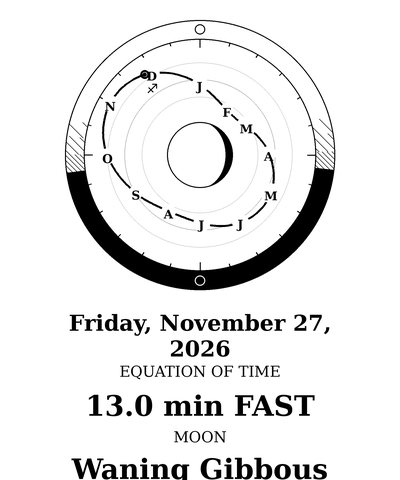 D
J
♐
N
F
M
O
A
S
M
A
J
J
Friday, November 27,
2026
EQUATION OF TIME
13.0 min FAST
MOON
Waning Gibbous